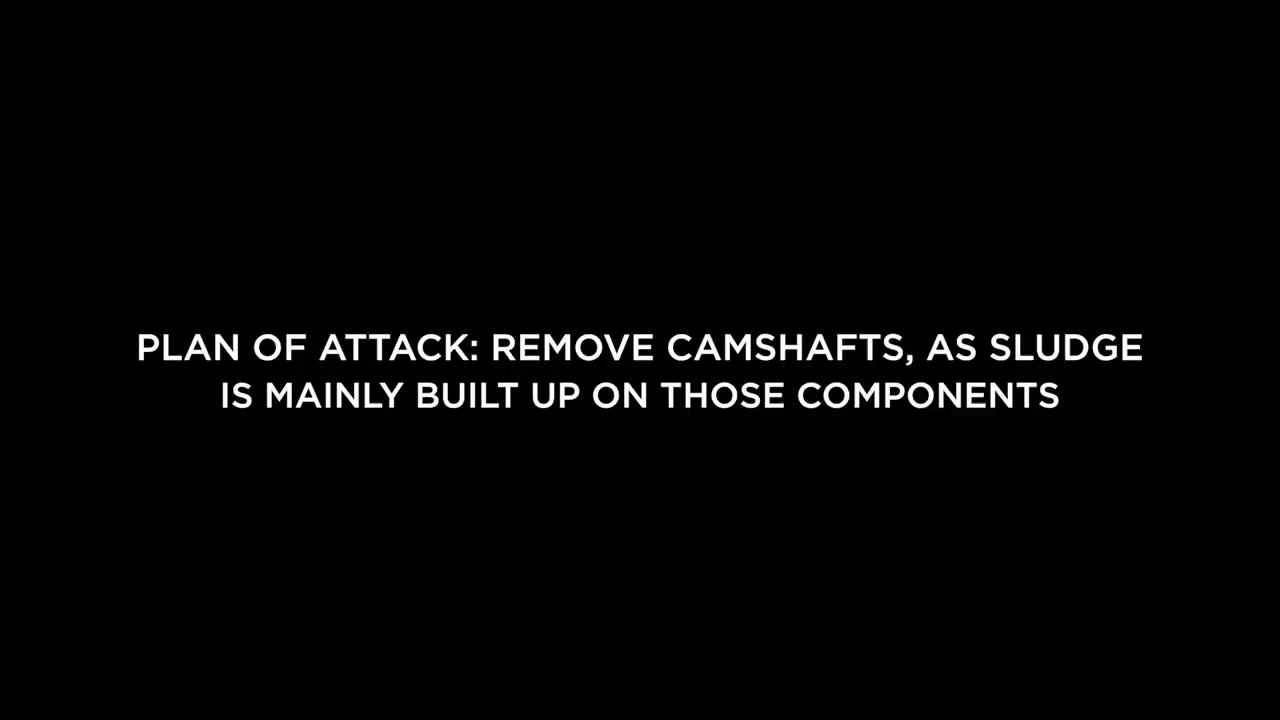 PLAN OF ATTACK: REMOVE CAMSHAFTS, AS SLUDGE
IS MAINLY BUILT UP ON THOSE COMPONENTS